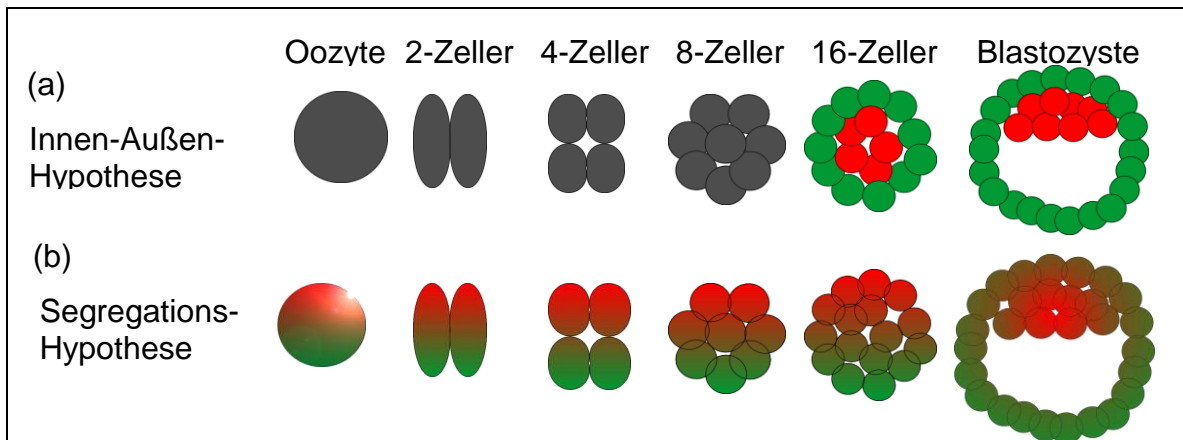 Oozyte 2-Zeller 4-Zeller 8-Zeller 16-Zeller Blastozyste
(a)
Innen-Außen-
Hypothese
(b)
Segregations-
Hypothese